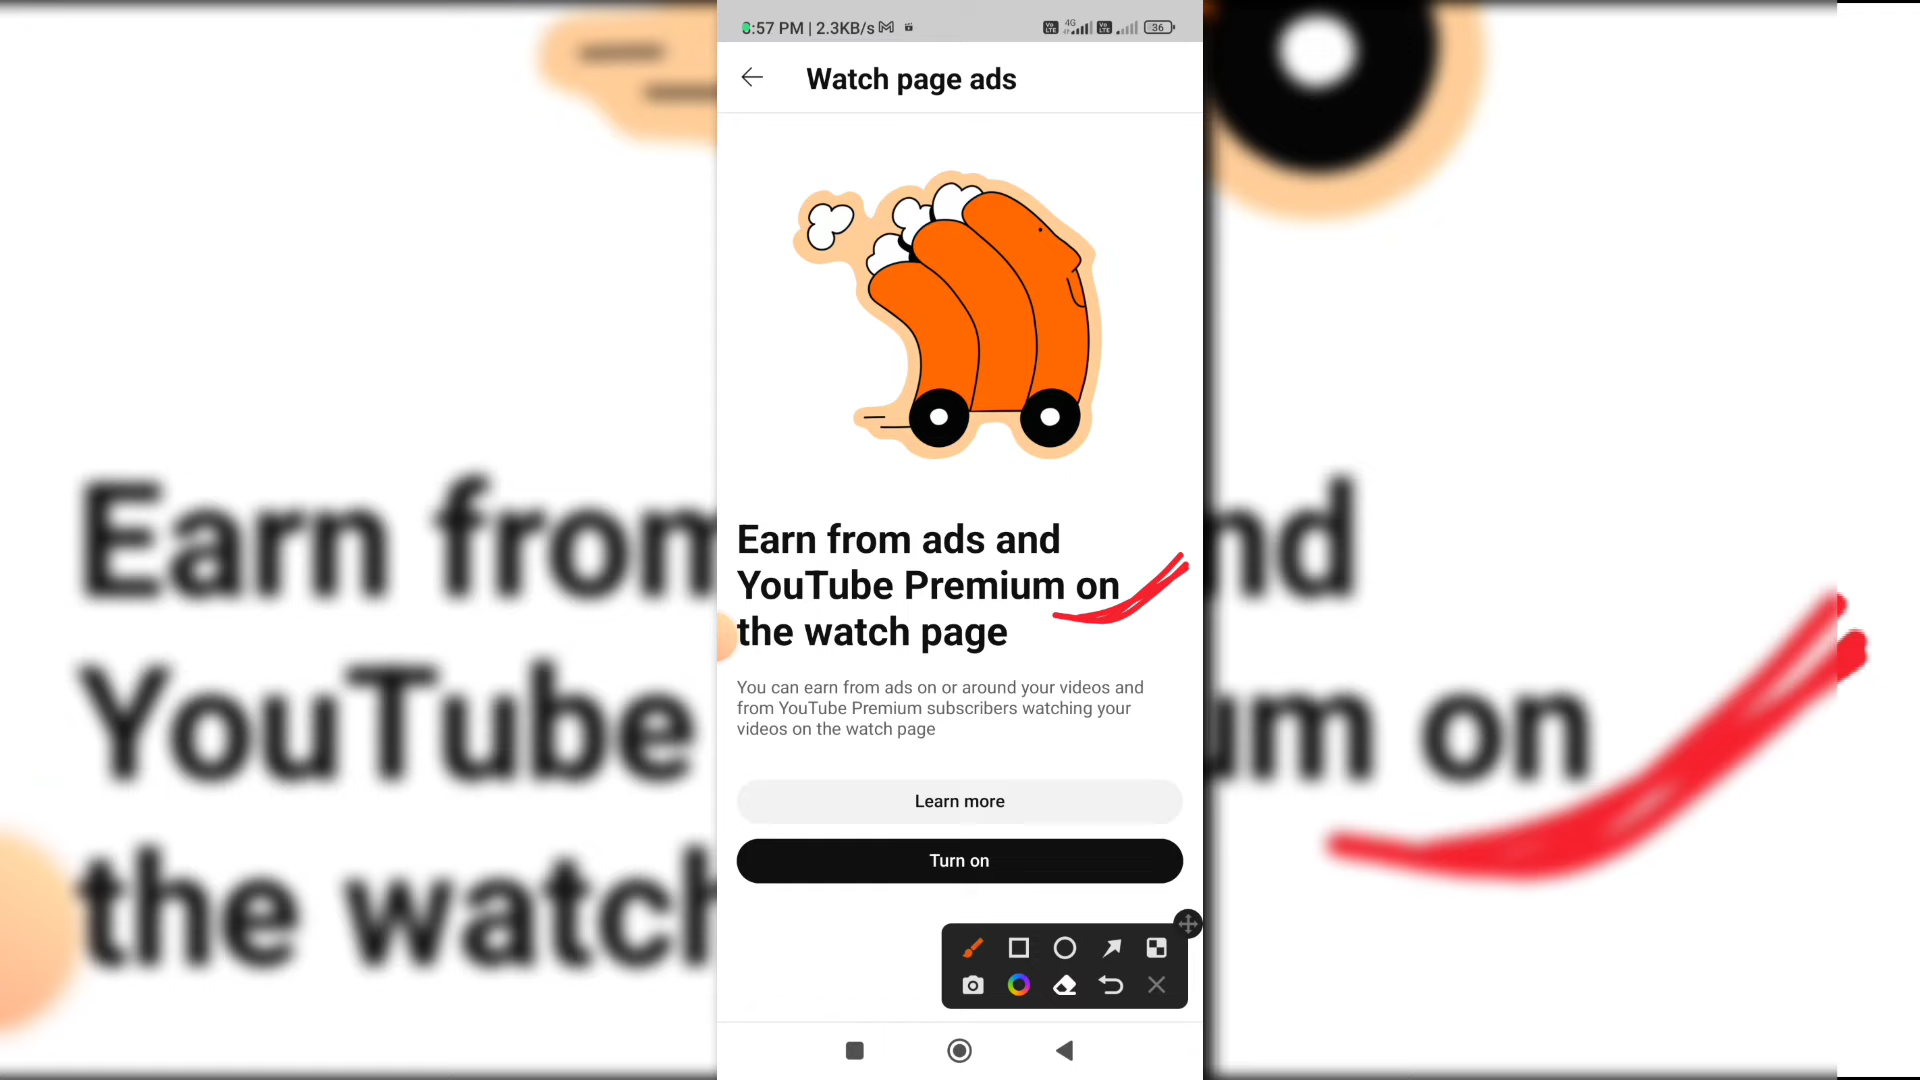 :57 PM | 2.3KB/s
4G
36
Watch page ads
Earn from ads and
YouTube Premium on
the watch page
You can earn from ads on or around your videos and
from YouTube Premium subscribers watching your
videos on the watch page
Learn more
Turn on